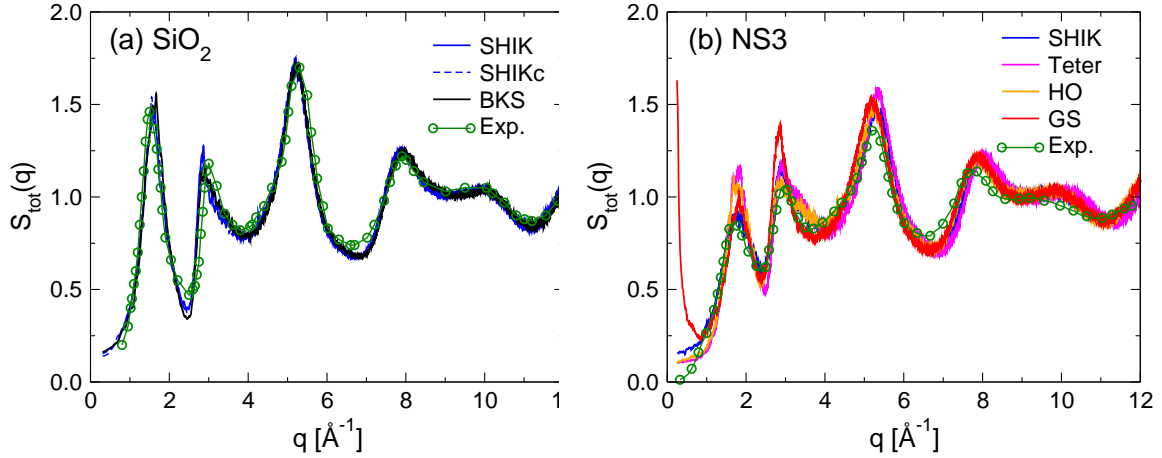 (a) SiO₂
SHIK
SHIKc
BKS
Exp.
2.0
1.5
1.0
0.5
0.0
S_tot(q)
0 2 4 6 8 10 1
q [Å⁻¹]
(b) NS3
SHIK
Teter
HO
GS
Exp.
2.0
1.5
1.0
0.5
0.0
S_tot(q)
0 2 4 6 8 10 12
q [Å⁻¹]